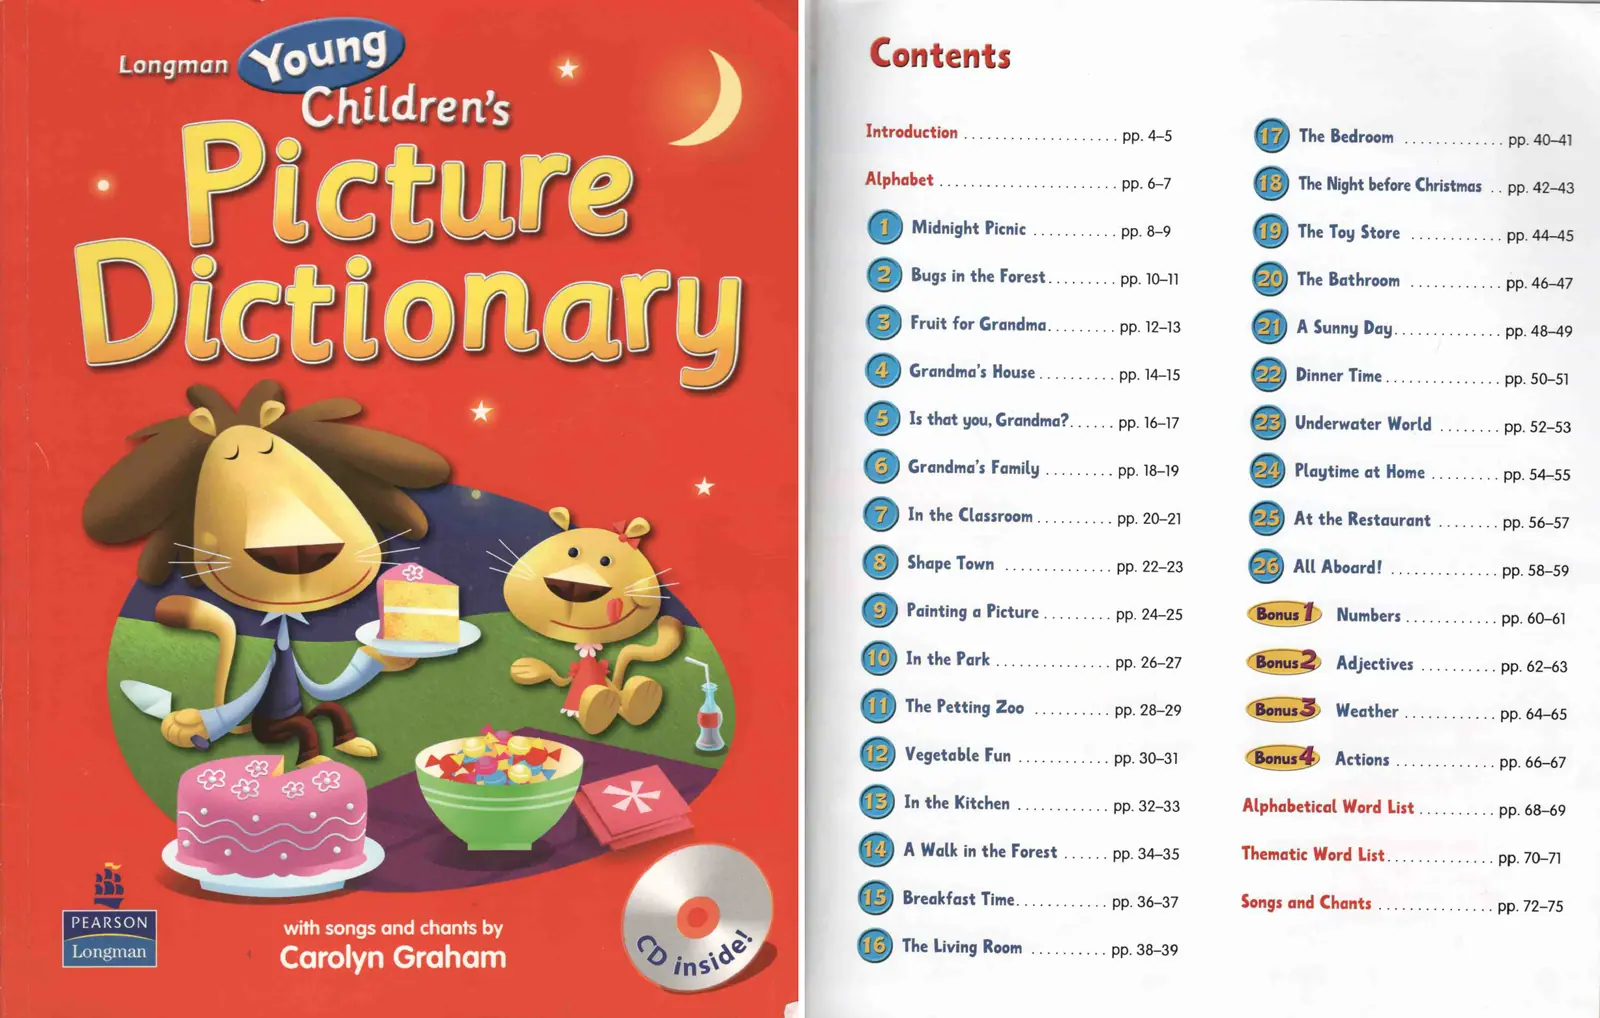 Longman Young
Children's
Picture
Dictionary
PEARSON
Longman
with songs and chants by
Carolyn Graham
CD inside!
Contents
Introduction .................... pp. 4–5
Alphabet ....................... pp. 6–7
1 Midnight Picnic ........... pp. 8–9
2 Bugs in the Forest......... pp. 10–11
3 Fruit for Grandma......... pp. 12–13
4 Grandma's House.......... pp. 14–15
5 Is that you, Grandma?...... pp. 16–17
6 Grandma's Family ......... pp. 18–19
7 In the Classroom.......... pp. 20–21
8 Shape Town .............. pp. 22–23
9 Painting a Picture......... pp. 24–25
10 In the Park ............... pp. 26–27
11 The Petting Zoo .......... pp. 28–29
12 Vegetable Fun ............ pp. 30–31
13 In the Kitchen ............ pp. 32–33
14 A Walk in the Forest ...... pp. 34–35
15 Breakfast Time............ pp. 36–37
16 The Living Room .......... pp. 38–39
17 The Bedroom ............. pp. 40–41
18 The Night before Christmas .. pp. 42–43
19 The Toy Store ............ pp. 44–45
20 The Bathroom ............ pp. 46–47
21 A Sunny Day.............. pp. 48–49
22 Dinner Time............... pp. 50–51
23 Underwater World ........ pp. 52–53
24 Playtime at Home ......... pp. 54–55
25 At the Restaurant ........ pp. 56–57
26 All Aboard! .............. pp. 58–59
Bonus 1 Numbers............ pp. 60–61
Bonus 2 Adjectives .......... pp. 62–63
Bonus 3 Weather ............ pp. 64–65
Bonus 4 Actions ............. pp. 66–67
Alphabetical Word List .......... pp. 68–69
Thematic Word List.............. pp. 70–71
Songs and Chants ............... pp. 72–75